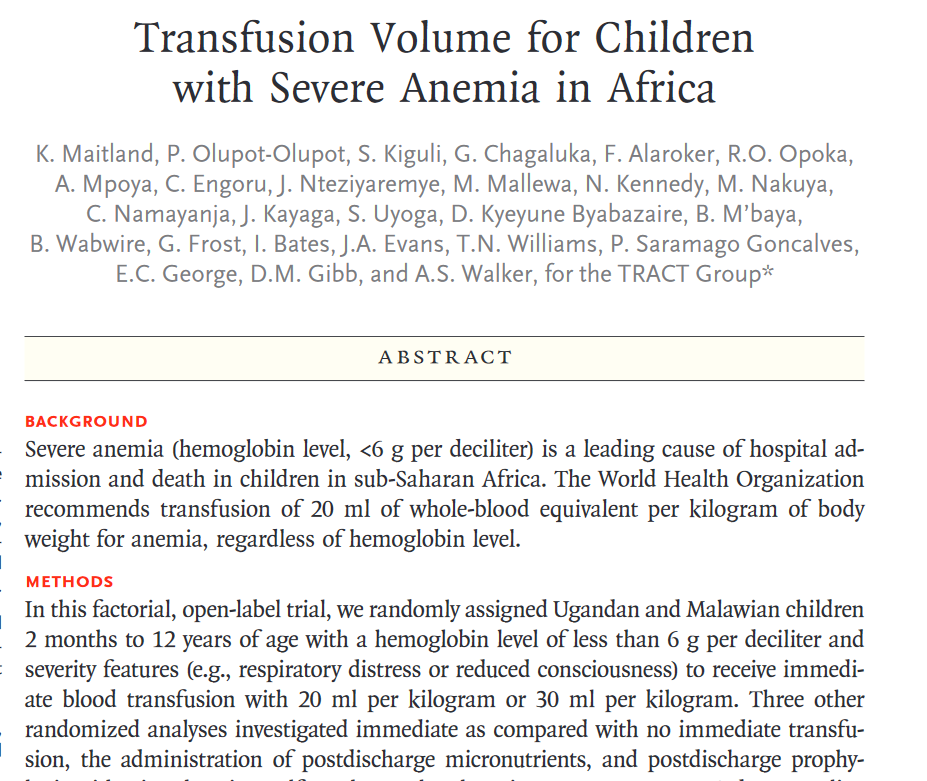 Transfusion Volume for Children
with Severe Anemia in Africa
K. Maitland, P. Olupot-Olupot, S. Kiguli, G. Chagaluka, F. Alaroker, R.O. Opoka,
A. Mpoya, C. Engoru, J. Nteziyaremye, M. Mallewa, N. Kennedy, M. Nakuya,
C. Namayanja, J. Kayaga, S. Uyoga, D. Kyeyune Byabazaire, B. M’baya,
B. Wabwire, G. Frost, I. Bates, J.A. Evans, T.N. Williams, P. Saramago Goncalves,
E.C. George, D.M. Gibb, and A.S. Walker, for the TRACT Group*
ABSTRACT
BACKGROUND
Severe anemia (hemoglobin level, <6 g per deciliter) is a leading cause of hospital ad-
mission and death in children in sub-Saharan Africa. The World Health Organization
recommends transfusion of 20 ml of whole-blood equivalent per kilogram of body
weight for anemia, regardless of hemoglobin level.
METHODS
In this factorial, open-label trial, we randomly assigned Ugandan and Malawian children
2 months to 12 years of age with a hemoglobin level of less than 6 g per deciliter and
severity features (e.g., respiratory distress or reduced consciousness) to receive immedi-
ate blood transfusion with 20 ml per kilogram or 30 ml per kilogram. Three other
randomized analyses investigated immediate as compared with no immediate transfu-
sion, the administration of postdischarge micronutrients, and postdischarge prophy-